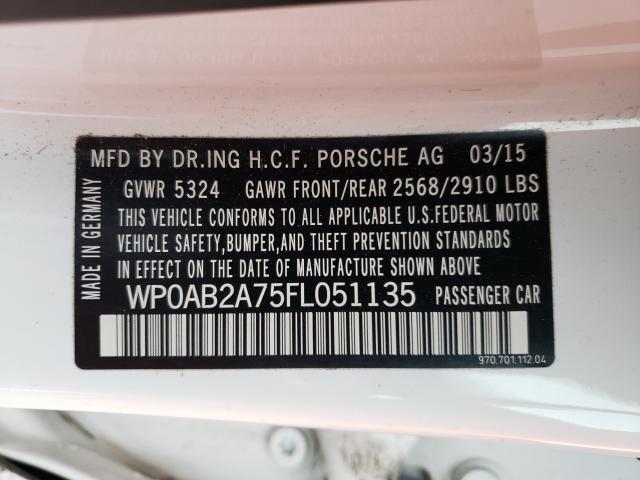 MFD BY DR.ING H.C.F. PORSCHE AG 03/15
GVWR 5324 GAWR FRONT/REAR 2568/2910 LBS
THIS VEHICLE CONFORMS TO ALL APPLICABLE U.S.FEDERAL MOTOR
VEHICLE SAFETY,BUMPER,AND THEFT PREVENTION STANDARDS
IN EFFECT ON THE DATE OF MANUFACTURE SHOWN ABOVE.
WP0AB2A75FL051135 PASSENGER CAR
970.701.112.04
MADE IN GERMANY